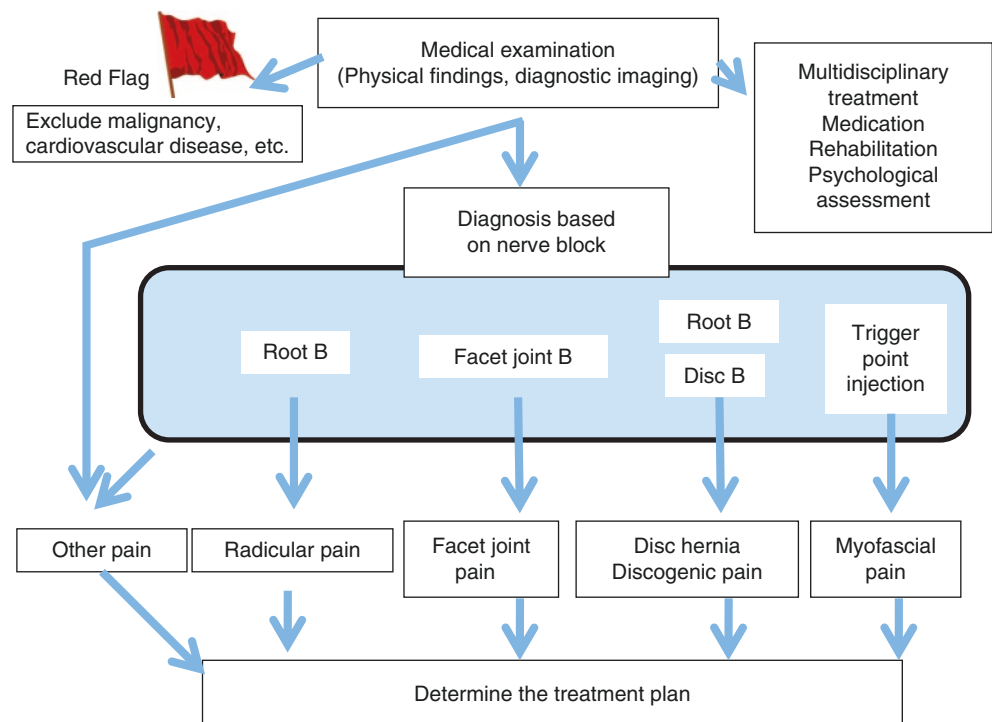 Medical examination
(Physical findings, diagnostic imaging)
Red Flag
Exclude malignancy,
cardiovascular disease, etc.
Multidisciplinary
treatment
Medication
Rehabilitation
Psychological
assessment
Diagnosis based
on nerve block
Root B
Facet joint B
Root B
Disc B
Trigger
point
injection
Other pain
Radicular pain
Facet joint
pain
Disc hernia
Discogenic pain
Myofascial
pain
Determine the treatment plan